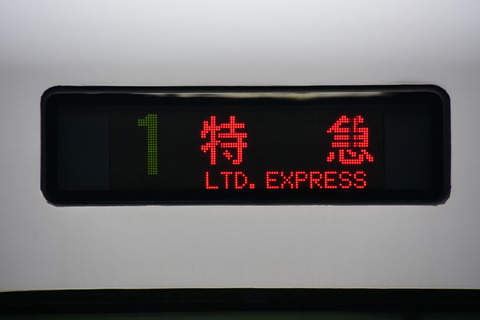 1 特急
LTD. EXPRESS